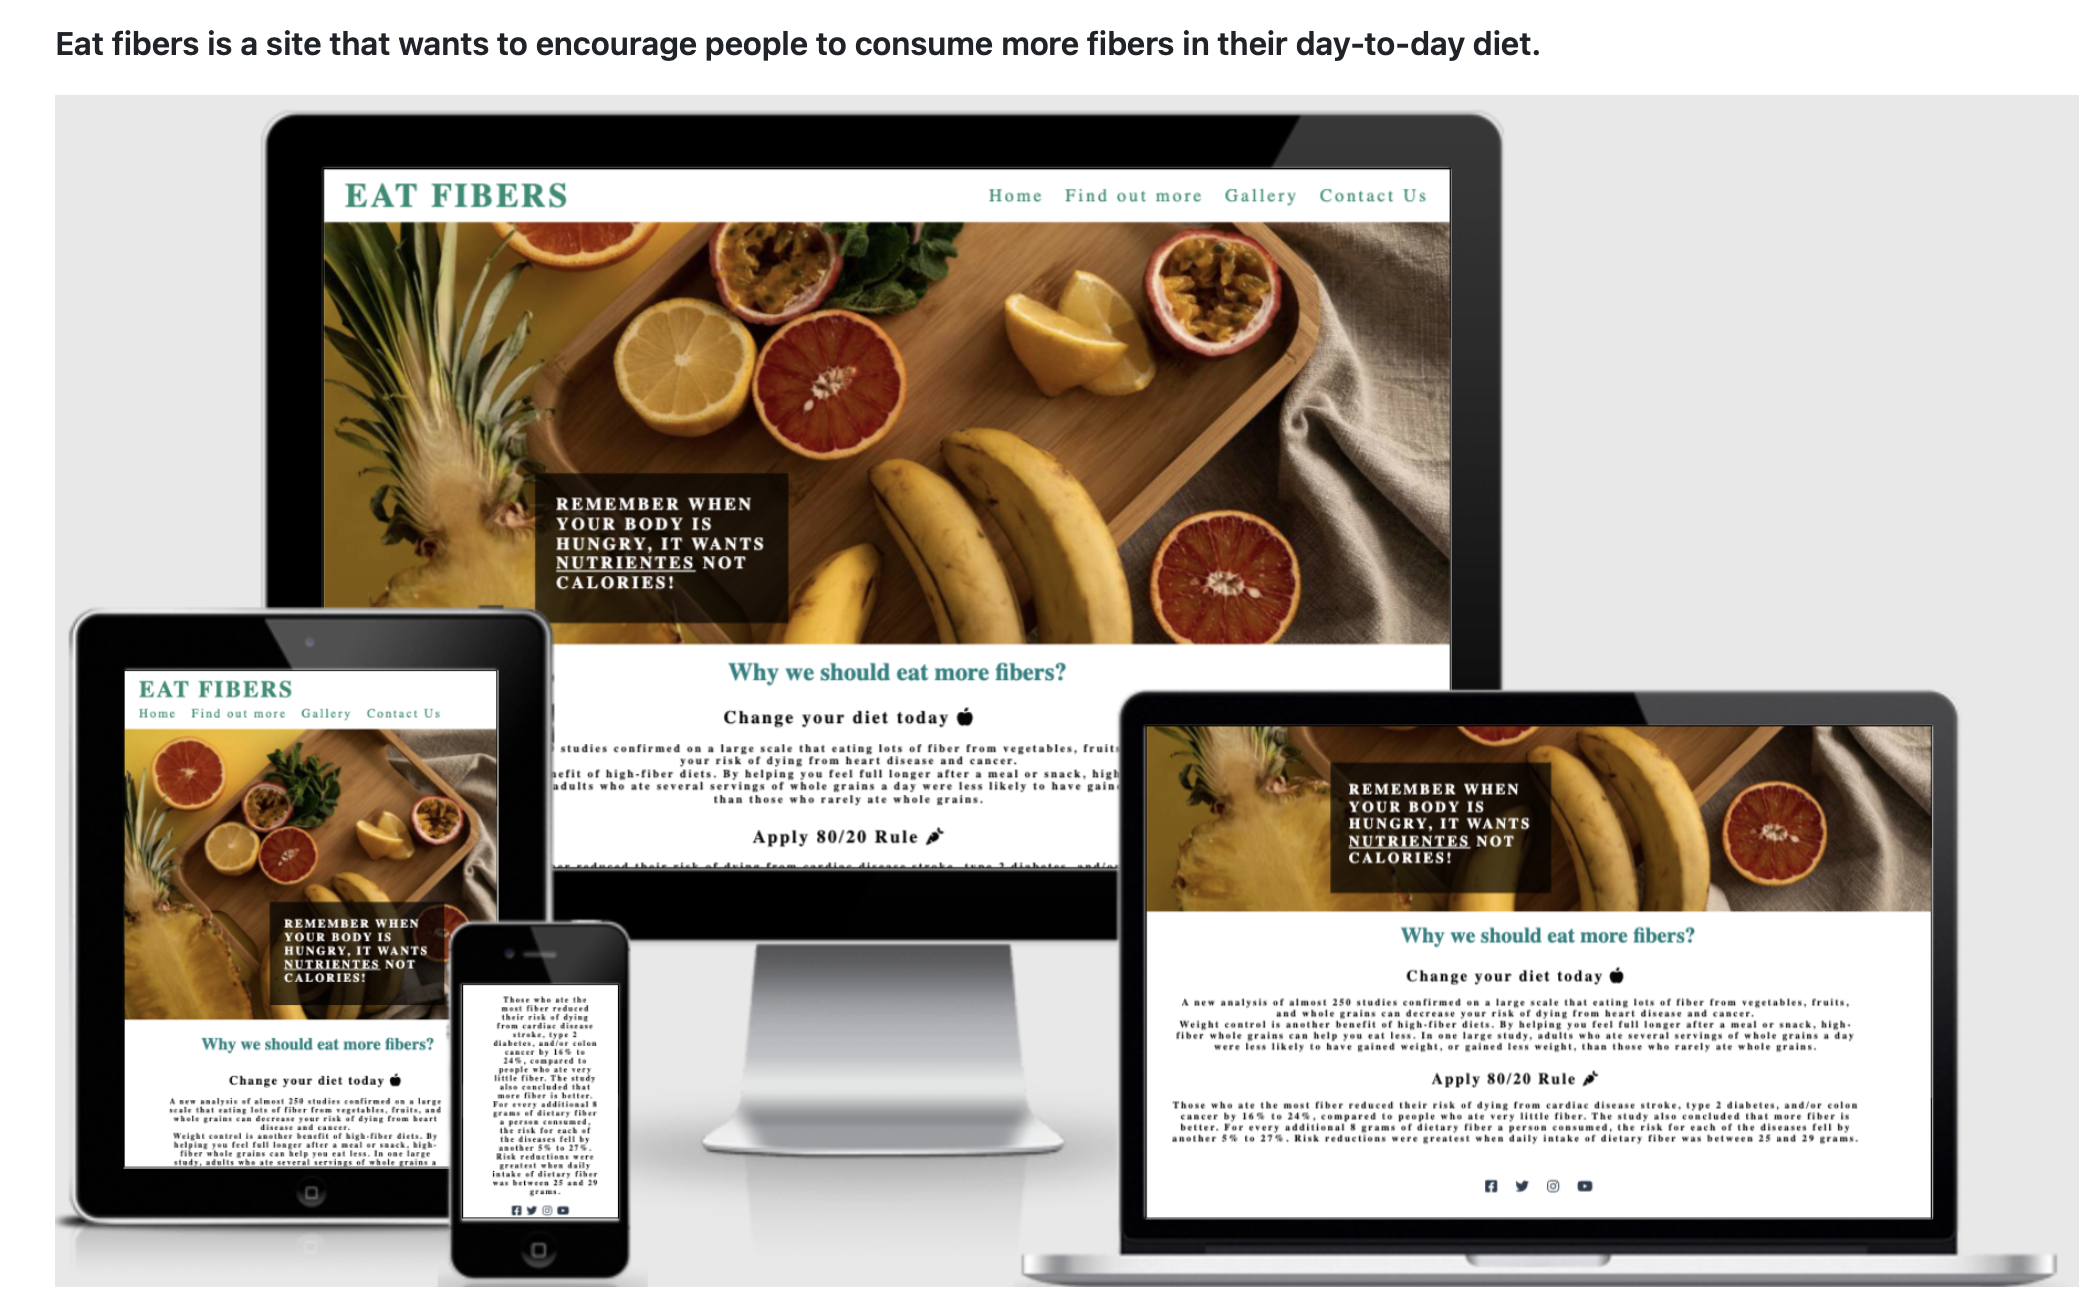 Eat fibers is a site that wants to encourage people to consume more fibers in their day-to-day diet.
EAT FIBERS
Home Find out more Gallery Contact Us
REMEMBER WHEN
YOUR BODY IS
HUNGRY, IT WANTS
NUTRIENTES NOT
CALORIES!
Why we should eat more fibers?
Change your diet today
studies confirmed on a large scale that eating lots of fiber from vegetables, fruits
your risk of dying from heart disease and cancer.
nefit of high-fiber diets. By helping you feel full longer after a meal or snack, high
adults who ate several servings of whole grains a day were less likely to have gain
than those who rarely ate whole grains.
Apply 80/20 Rule
reduced their risk of dying from cardiac disease stroke, type 2 diabetes, and/or
EAT FIBERS
Home Find out more Gallery Contact Us
REMEMBER WHEN
YOUR BODY IS
HUNGRY, IT WANTS
NUTRIENTES NOT
CALORIES!
Why we should eat more fibers?
Change your diet today
A new analysis of almost 250 studies confirmed on a large
scale that eating lots of fiber from vegetables, fruits, and
whole grains can decrease your risk of dying from heart
disease and cancer.
Weight control is another benefit of high-fiber diets. By
helping you feel full longer after a meal or snack, high-
fiber whole grains can help you eat less. In one large
study, adults who ate several servings of whole grains a
Those who ate the
most fiber reduced
their risk of dying
from cardiac disease
stroke, type 2
diabetes, and/or colon
cancer by 16% to
24%, compared to
people who ate very
little fiber. The study
also concluded that
more fiber is better.
For every additional 8
grams of dietary fiber
a person consumed,
the risk for each of
the diseases fell by
another 5% to 27%.
Risk reductions were
greatest when daily
intake of dietary fiber
was between 25 and 29
grams.
REMEMBER WHEN
YOUR BODY IS
HUNGRY, IT WANTS
NUTRIENTES NOT
CALORIES!
Why we should eat more fibers?
Change your diet today
A new analysis of almost 250 studies confirmed on a large scale that eating lots of fiber from vegetables, fruits,
and whole grains can decrease your risk of dying from heart disease and cancer.
Weight control is another benefit of high-fiber diets. By helping you feel full longer after a meal or snack, high-
fiber whole grains can help you eat less. In one large study, adults who ate several servings of whole grains a day
were less likely to have gained weight, or gained less weight, than those who rarely ate whole grains.
Apply 80/20 Rule
Those who ate the most fiber reduced their risk of dying from cardiac disease stroke, type 2 diabetes, and/or colon
cancer by 16% to 24%, compared to people who ate very little fiber. The study also concluded that more fiber is
better. For every additional 8 grams of dietary fiber a person consumed, the risk for each of the diseases fell by
another 5% to 27%. Risk reductions were greatest when daily intake of dietary fiber was between 25 and 29 grams.